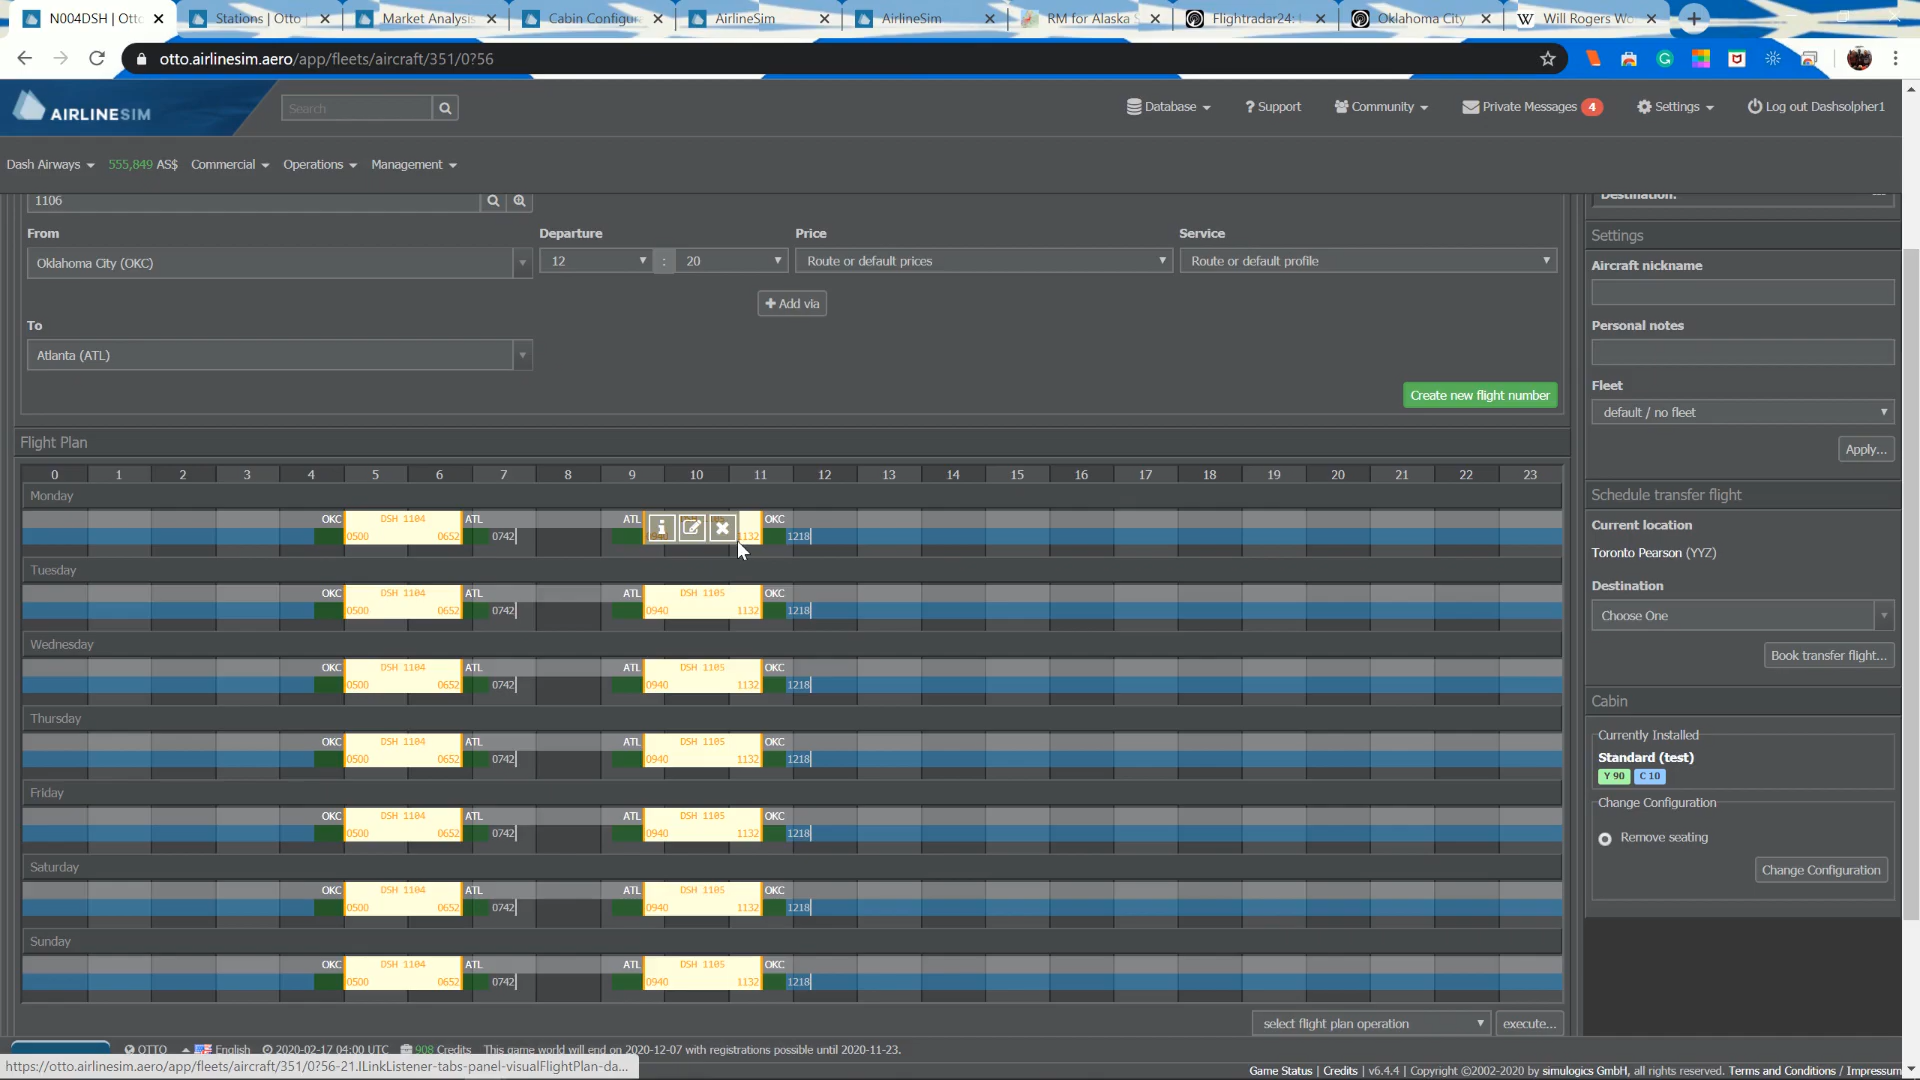 N004DSH | Otto
Stations | Otto
Market Analysis
Cabin Configur
AirlineSim
AirlineSim
RM for Alaska
Flightradar24:
Oklahoma City
Will Rogers Wo
otto.airlinesim.aero/app/fleets/aircraft/351/0?56
AIRLINESIM
Search
Database
? Support
Community
Private Messages 4
Settings
Log out Dashsolpher1
Dash Airways
555,849 AS$
Commercial
Operations
Management
1106
From
Departure
Price
Service
Oklahoma City (OKC)
12 : 20
Route or default prices
Route or default profile
+ Add via
To
Atlanta (ATL)
Create new flight number
Flight Plan
0 1 2 3 4 5 6 7 8 9 10 11 12 13 14 15 16 17 18 19 20 21 22 23
Monday
OKC DSH 1104 ATL ATL OKC
0500 0652 0742 0940 1132 1218
Tuesday
OKC DSH 1104 ATL ATL DSH 1105 OKC
0500 0652 0742 0940 1132 1218
Wednesday
OKC DSH 1104 ATL ATL DSH 1105 OKC
0500 0652 0742 0940 1132 1218
Thursday
OKC DSH 1104 ATL ATL DSH 1105 OKC
0500 0652 0742 0940 1132 1218
Friday
OKC DSH 1104 ATL ATL DSH 1105 OKC
0500 0652 0742 0940 1132 1218
Saturday
OKC DSH 1104 ATL ATL DSH 1105 OKC
0500 0652 0742 0940 1132 1218
Sunday
OKC DSH 1104 ATL ATL DSH 1105 OKC
0500 0652 0742 0940 1132 1218
select flight plan operation
execute...
Destination:
Settings
Aircraft nickname
Personal notes
Fleet
default / no fleet
Apply...
Schedule transfer flight
Current location
Toronto Pearson (YYZ)
Destination
Choose One
Book transfer flight...
Cabin
Currently Installed
Standard (test)
Y 90 C 10
Change Configuration
Remove seating
Change Configuration
OTTO
English
2020-02-17 04:00 UTC
908 Credits
This game world will end on 2020-12-07 with registrations possible until 2020-11-23.
https://otto.airlinesim.aero/app/fleets/aircraft/351/0?56-21.ILinkListener-tabs-panel-visualFlightPlan-da...
Game Status | Credits | v6.4.4 | Copyright ©2002-2020 by simulogics GmbH, all rights reserved. Terms and Conditions / Impressum